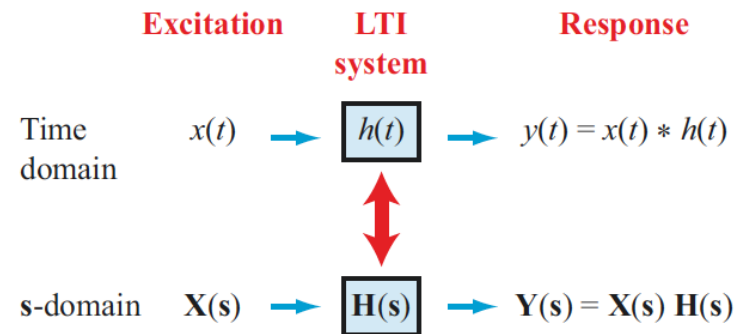 Excitation LTI system Response
Time domain x(t) h(t) y(t) = x(t) * h(t)
s-domain X(s) H(s) Y(s) = X(s) H(s)